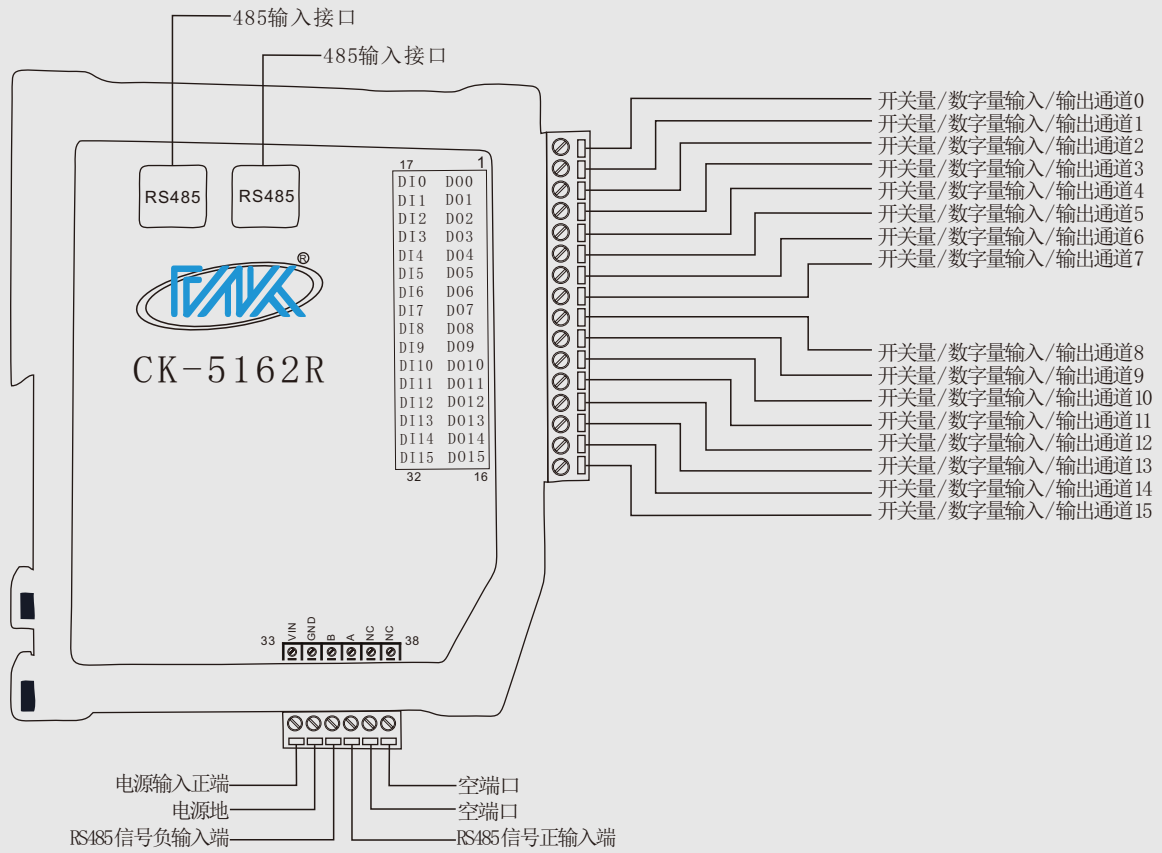 485输入接口
485输入接口
开关量/数字量输入/输出通道0
开关量/数字量输入/输出通道1
开关量/数字量输入/输出通道2
开关量/数字量输入/输出通道3
开关量/数字量输入/输出通道4
开关量/数字量输入/输出通道5
开关量/数字量输入/输出通道6
开关量/数字量输入/输出通道7
开关量/数字量输入/输出通道8
开关量/数字量输入/输出通道9
开关量/数字量输入/输出通道10
开关量/数字量输入/输出通道11
开关量/数字量输入/输出通道12
开关量/数字量输入/输出通道13
开关量/数字量输入/输出通道14
开关量/数字量输入/输出通道15
RS485 RS485
®
CK-5162R
17 1
DI0 DO0
DI1 DO1
DI2 DO2
DI3 DO3
DI4 DO4
DI5 DO5
DI6 DO6
DI7 DO7
DI8 DO8
DI9 DO9
DI10 DO10
DI11 DO11
DI12 DO12
DI13 DO13
DI14 DO14
DI15 DO15
32 16
33 VIN GND B A NC NC 38
电源输入正端
电源地
RS485信号负输入端
空端口
空端口
RS485信号正输入端